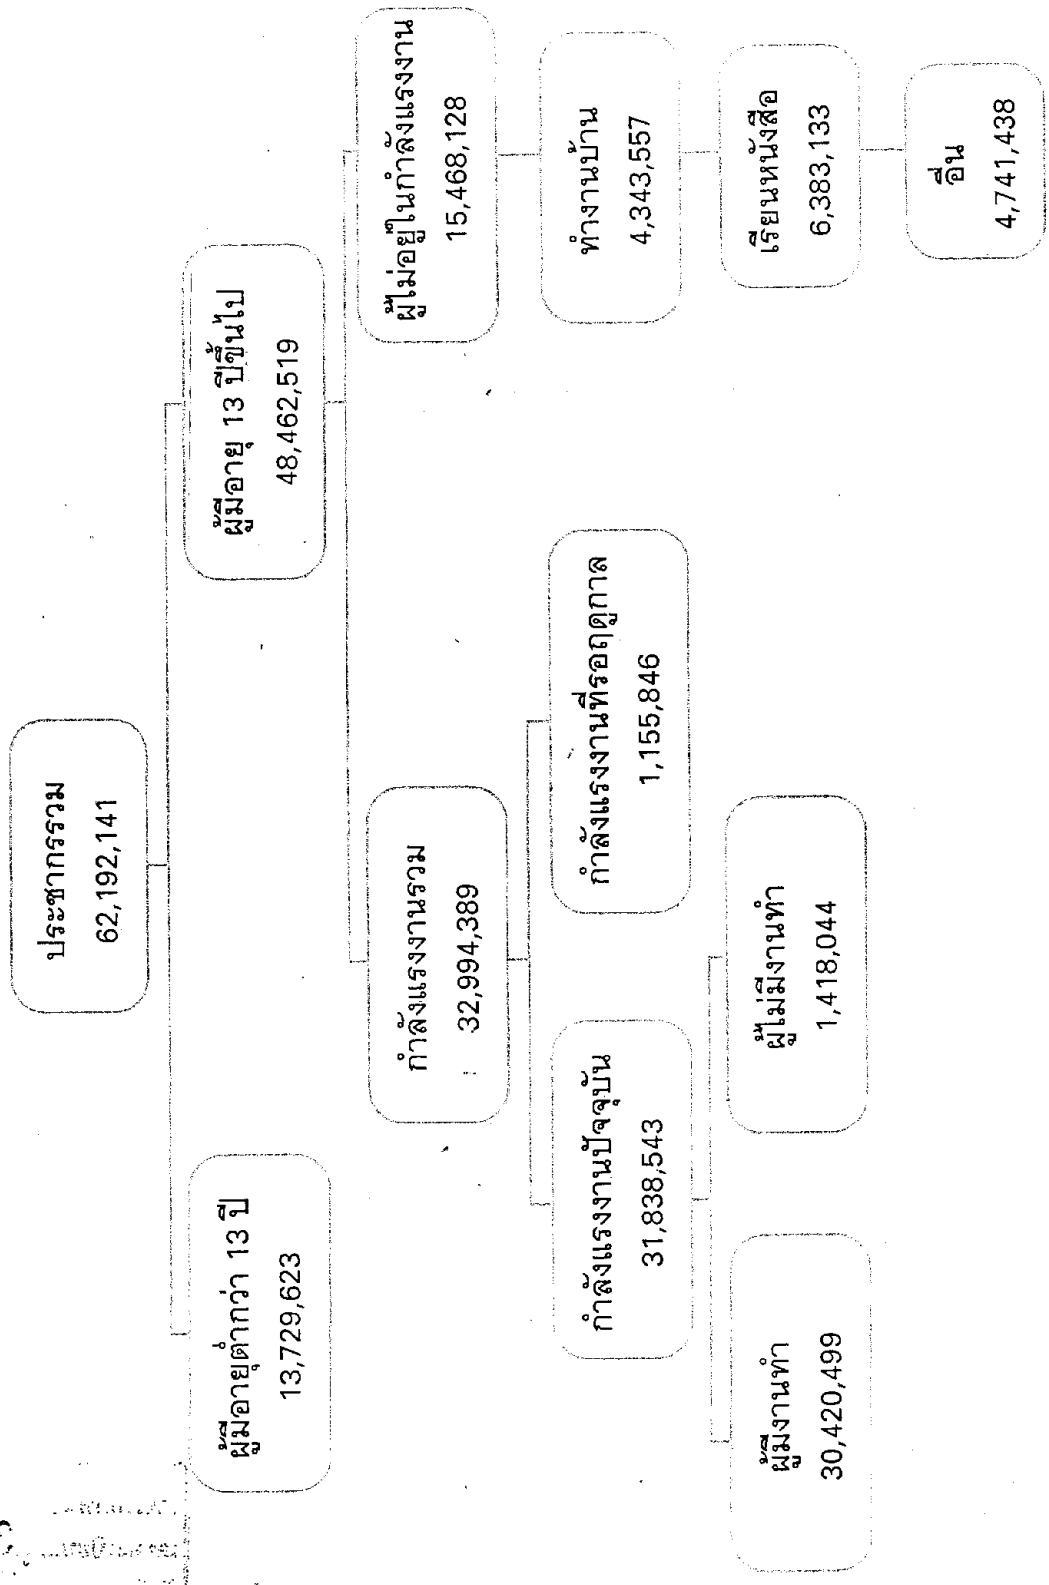 ประชากรรวม
62,192,141
ผู้มีอายุต่ำกว่า 13 ปี
13,729,623
ผู้มีอายุ 13 ปีขึ้นไป
48,462,519
กำลังแรงงานรวม
32,994,389
ผู้ไม่อยู่ในกำลังแรงงาน
15,468,128
กำลังแรงงานปัจจุบัน
31,838,543
กำลังแรงงานที่รอฤดูกาล
1,155,846
ทำงานบ้าน
4,343,557
ผู้มีงานทำ
30,420,499
ผู้ไม่มีงานทำ
1,418,044
เรียนหนังสือ
6,383,133
อื่น
4,741,438